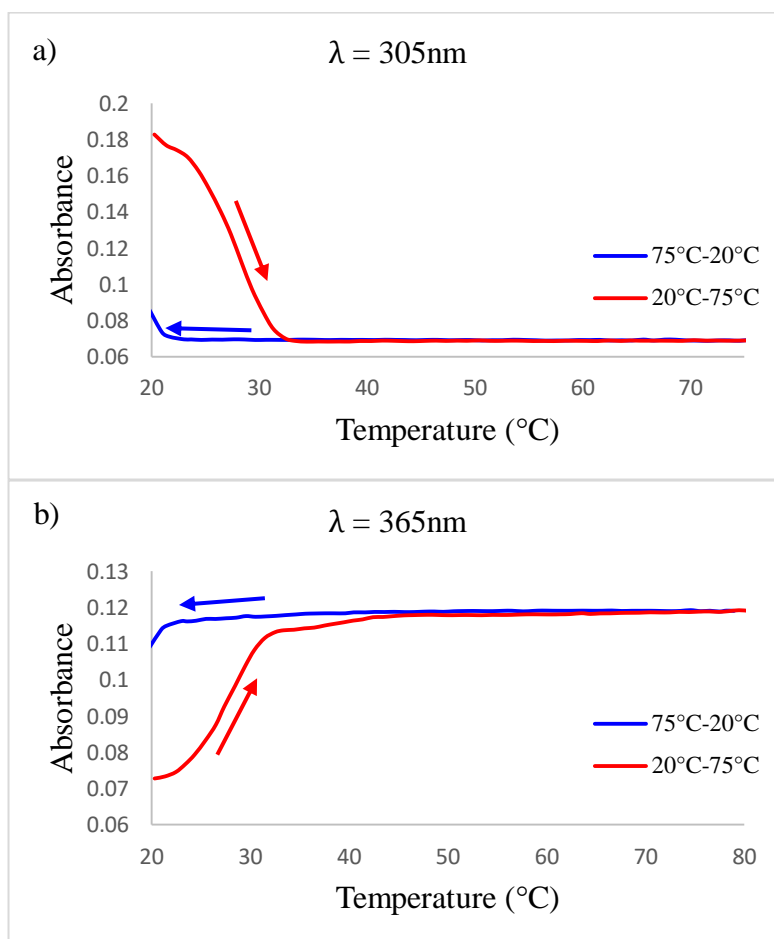 a)
λ = 305nm
Absorbance
0.2
0.18
0.16
0.14
0.12
0.1
0.08
0.06
20 30 40 50 60 70
Temperature (°C)
75°C-20°C
20°C-75°C
b)
λ = 365nm
Absorbance
0.13
0.12
0.11
0.1
0.09
0.08
0.07
0.06
20 30 40 50 60 70 80
Temperature (°C)
75°C-20°C
20°C-75°C